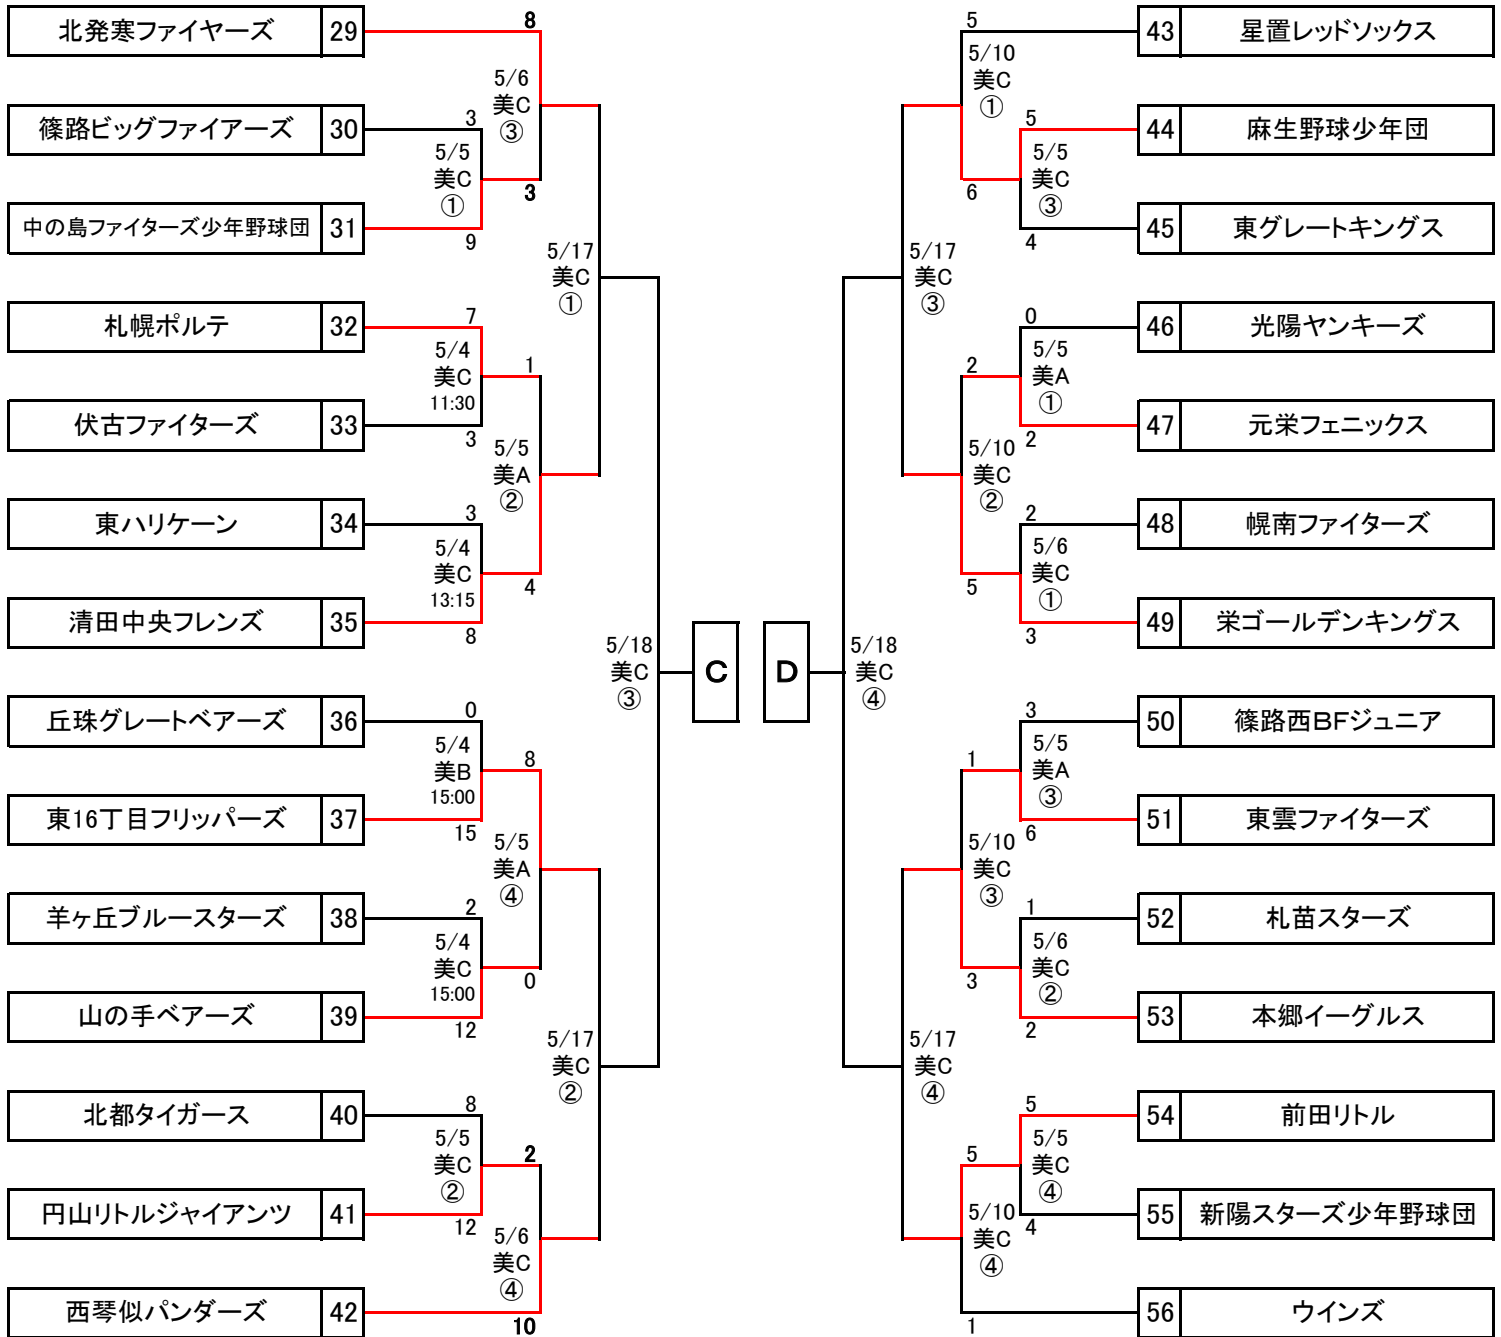 北発寒ファイヤーズ 29
8
5/6
美C
③
篠路ビッグファイアーズ 30
3
5/5
美C
①
3
中の島ファイターズ少年野球団 31
9
5/17
美C
①
札幌ポルテ 32
7
5/4
美C
11:30
1
伏古ファイターズ 33
3
5/5
美A
②
東ハリケーン 34
3
5/4
美C
13:15
4
清田中央フレンズ 35
8
5/18
美C
③
C
丘珠グレートベアーズ 36
0
5/4
美B
15:00
8
東16丁目フリッパーズ 37
15
5/5
美A
④
羊ヶ丘ブルースターズ 38
2
5/4
美C
15:00
0
山の手ベアーズ 39
12
5/17
美C
②
北都タイガース 40
8
5/5
美C
②
2
円山リトルジャイアンツ 41
12
5/6
美C
④
西琴似パンダーズ 42
10
5
43 星置レッドソックス
5/10
美C
①
5
44 麻生野球少年団
5/5
美C
③
6
4
45 東グレートキングス
5/17
美C
③
0
46 光陽ヤンキーズ
5/5
美A
①
2
2
47 元栄フェニックス
5/10
美C
②
2
48 幌南ファイターズ
5/6
美C
①
5
3
49 栄ゴールデンキングス
D
5/18
美C
④
3
50 篠路西BFジュニア
5/5
美A
③
1
6
51 東雲ファイターズ
5/10
美C
③
1
52 札苗スターズ
5/6
美C
②
3
2
53 本郷イーグルス
5/17
美C
④
5
54 前田リトル
5/5
美C
④
5
4
55 新陽スターズ少年野球団
5/10
美C
④
1
56 ウインズ